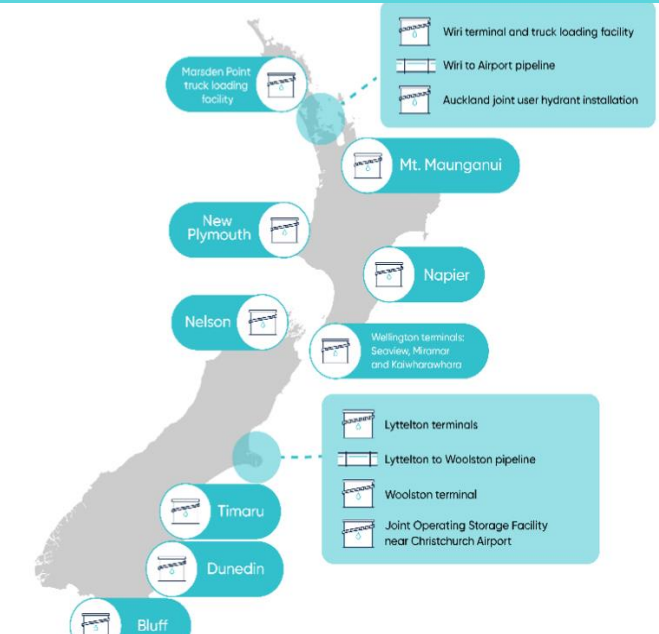 Wiri terminal and truck loading facility
Wiri to Airport pipeline
Auckland joint user hydrant installation
Marsden Point
truck loading
facility
Mt. Maunganui
New
Plymouth
Napier
Nelson
Wellington terminals:
Seaview, Miramar
and Kaiwharawhara
Lyttelton terminals
Lyttelton to Woolston pipeline
Woolston terminal
Joint Operating Storage Facility
near Christchurch Airport
Timaru
Dunedin
Bluff